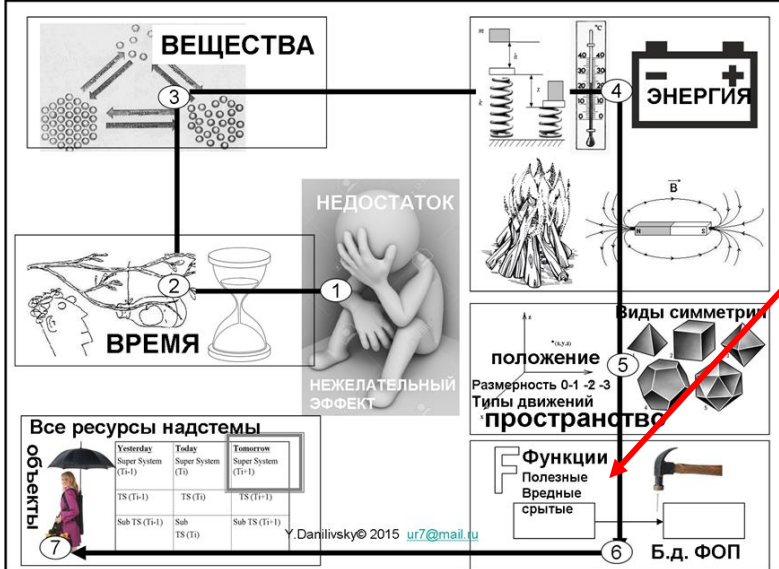 ВЕЩЕСТВА
3
4
°C
ЭНЕРГИЯ
B
N S
НЕДОСТАТОК
1
НЕЖЕЛАТЕЛЬНЫЙ
ЭФФЕКТ
2
ВРЕМЯ
Виды симметрии
положение
5
Размерность 0-1 -2 -3
Типы движений
пространство
F Функции
Полезные
Вредные
срытые
6
Б.д. ФОП
Все ресурсы надстемы
объекты
Yesterday Today Tomorrow
Super System (Ti-1) Super System (Ti) Super System (Ti+1)
TS (Ti-1) TS (Ti) TS (Ti+1)
Sub TS (Ti-1) Sub TS (Ti) Sub TS (Ti+1)
7
Y.Danilivsky© 2015 ur7@mail.ru